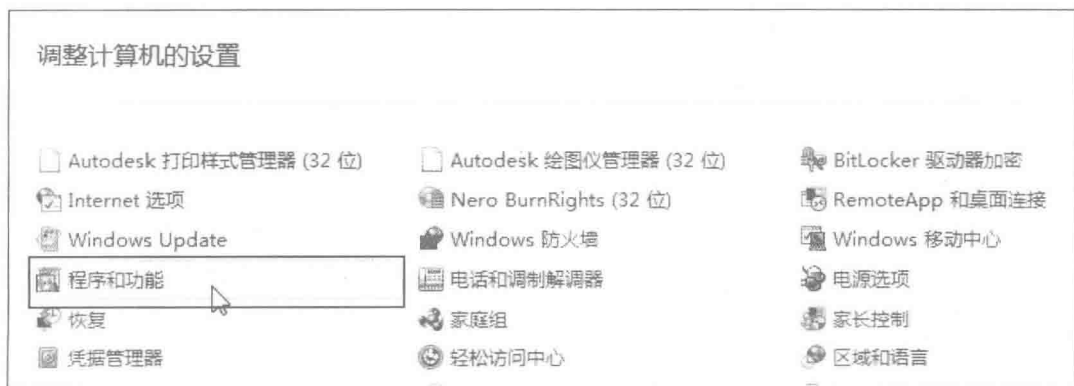 调整计算机的设置
Autodesk 打印样式管理器 (32 位) Autodesk 绘图仪管理器 (32 位) BitLocker 驱动器加密
Internet 选项 Nero BurnRights (32 位) RemoteApp 和桌面连接
Windows Update Windows 防火墙 Windows 移动中心
程序和功能 电话和调制解调器 电源选项
恢复 家庭组 家长控制
凭据管理器 轻松访问中心 区域和语言